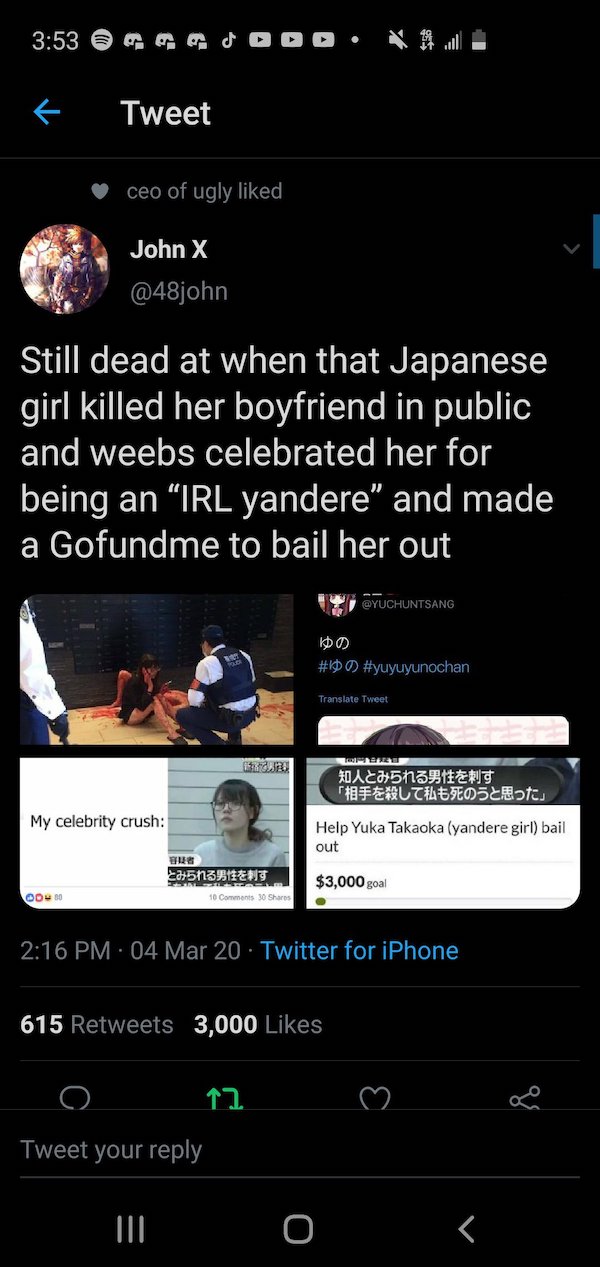 3:53
Tweet
ceo of ugly liked
John X
@48john
Still dead at when that Japanese
girl killed her boyfriend in public
and weebs celebrated her for
being an “IRL yandere” and made
a Gofundme to bail her out
@YUCHUNTSANG
ゆの
#ゆの #yuyuyunochan
Translate Tweet
My celebrity crush:
容疑者
とみられる男性を刺す
88
10 Comments 30 Shares
知人とみられる男性を刺す
「相手を殺して私も死のうと思った」
Help Yuka Takaoka (yandere girl) bail
out
$3,000 goal
2:16 PM · 04 Mar 20 · Twitter for iPhone
615 Retweets 3,000 Likes
Tweet your reply